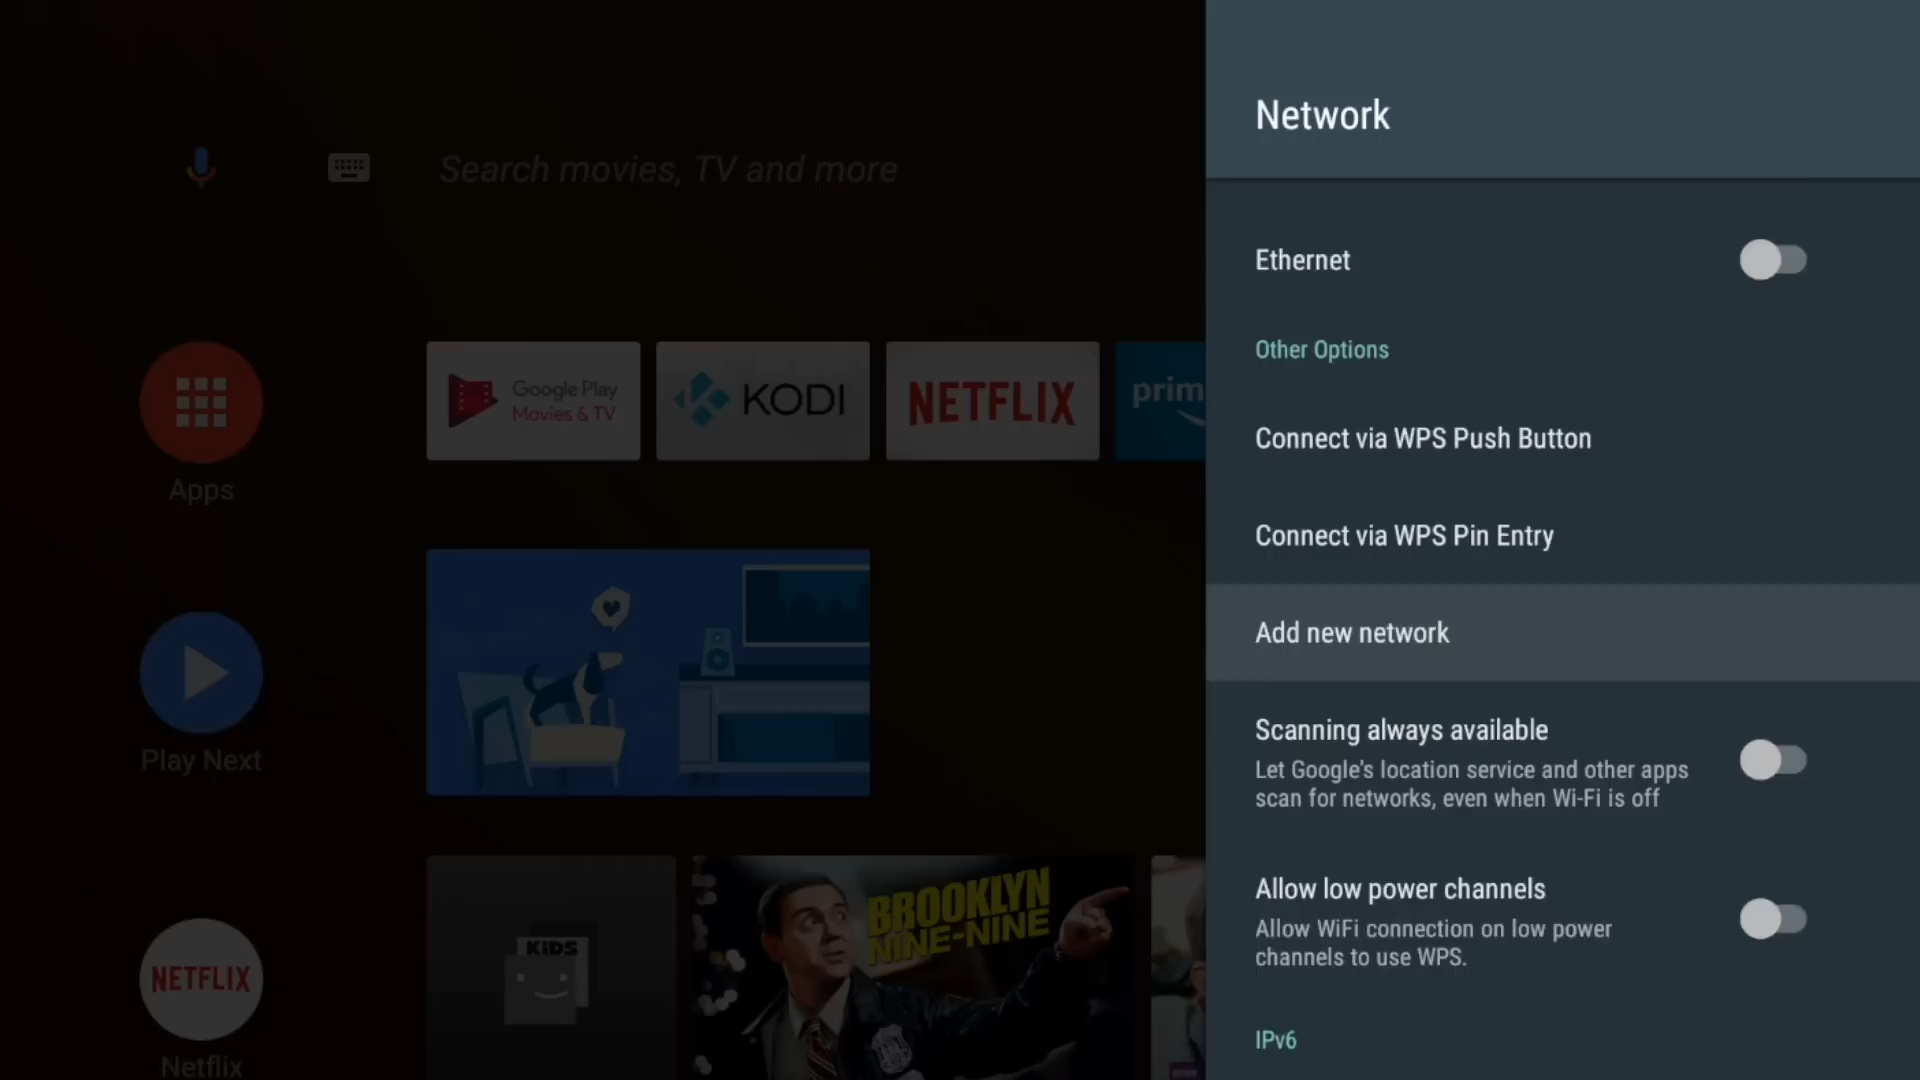 Search movies, TV and more
Apps
Google Play
Movies & TV
KODI
NETFLIX
prim
Play Next
NETFLIX
Netflix
KIDS
BROOKLYN
NINE-NINE
Network
Ethernet
Other Options
Connect via WPS Push Button
Connect via WPS Pin Entry
Add new network
Scanning always available
Let Google's location service and other apps
scan for networks, even when Wi-Fi is off
Allow low power channels
Allow WiFi connection on low power
channels to use WPS.
IPv6